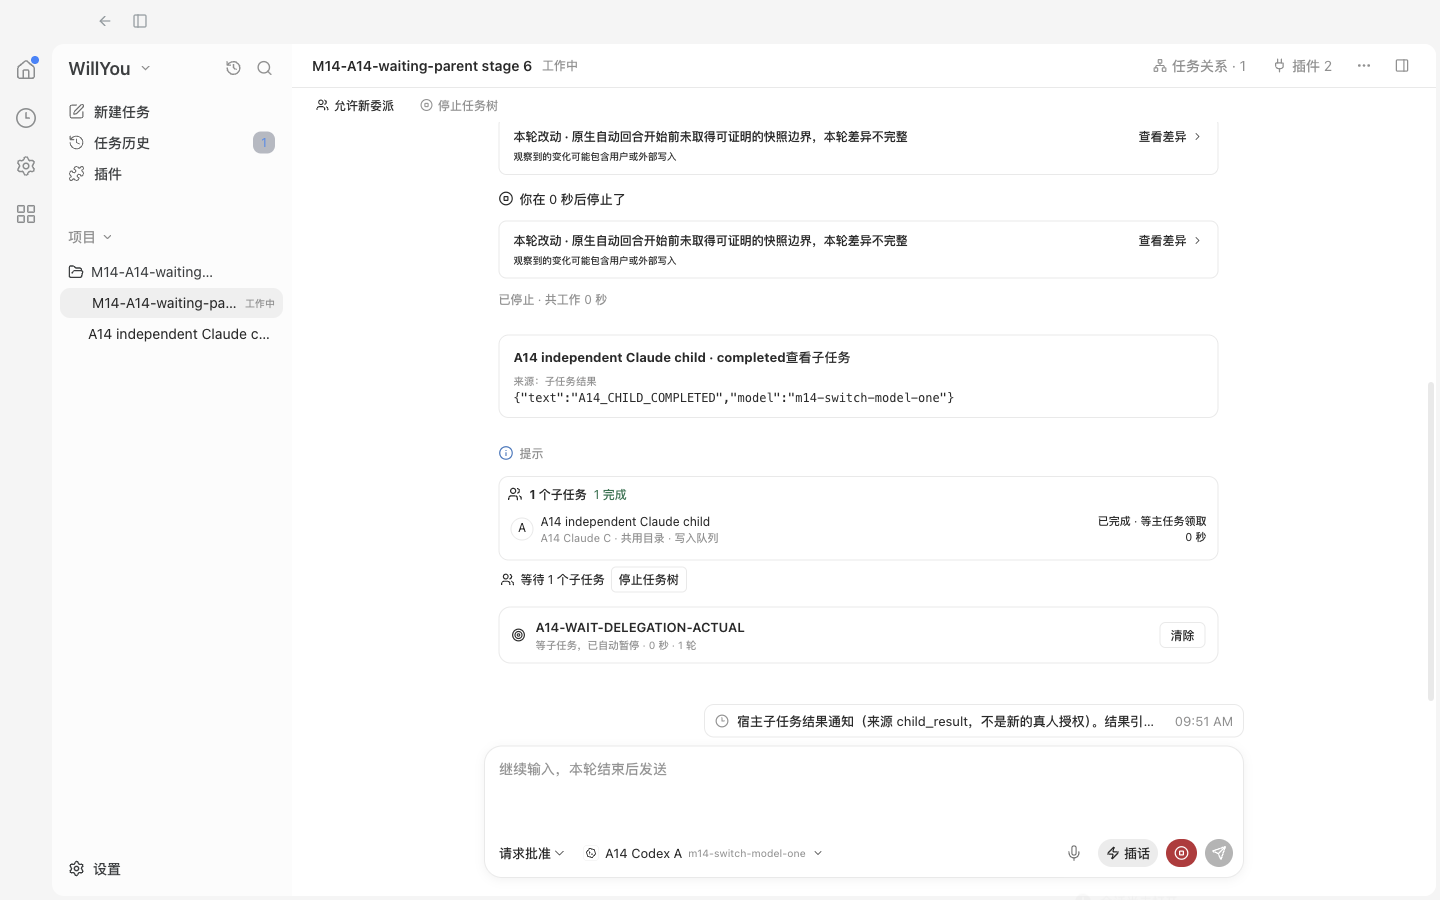 WillYou
新建任务
任务历史
1
插件
项目
M14-A14-waiting...
M14-A14-waiting-pa... 工作中
A14 independent Claude c...
设置
M14-A14-waiting-parent stage 6 工作中
任务关系 · 1
插件 2
允许新委派
停止任务树
本轮改动 · 原生自动回合开始前未取得可证明的快照边界，本轮差异不完整
查看差异
观察到的变化可能包含用户或外部写入
你在 0 秒后停止了
本轮改动 · 原生自动回合开始前未取得可证明的快照边界，本轮差异不完整
查看差异
观察到的变化可能包含用户或外部写入
已停止 · 共工作 0 秒
A14 independent Claude child · completed查看子任务
来源：子任务结果
{"text":"A14_CHILD_COMPLETED","model":"m14-switch-model-one"}
提示
1 个子任务 1 完成
A
A14 independent Claude child
已完成 · 等主任务领取
A14 Claude C · 共用目录 · 写入队列
0 秒
等待 1 个子任务 停止任务树
A14-WAIT-DELEGATION-ACTUAL
等子任务，已自动暂停 · 0 秒 · 1 轮
清除
宿主子任务结果通知（来源 child_result，不是新的真人授权）。结果引...
09:51 AM
继续输入，本轮结束后发送
请求批准
A14 Codex A m14-switch-model-one
插话